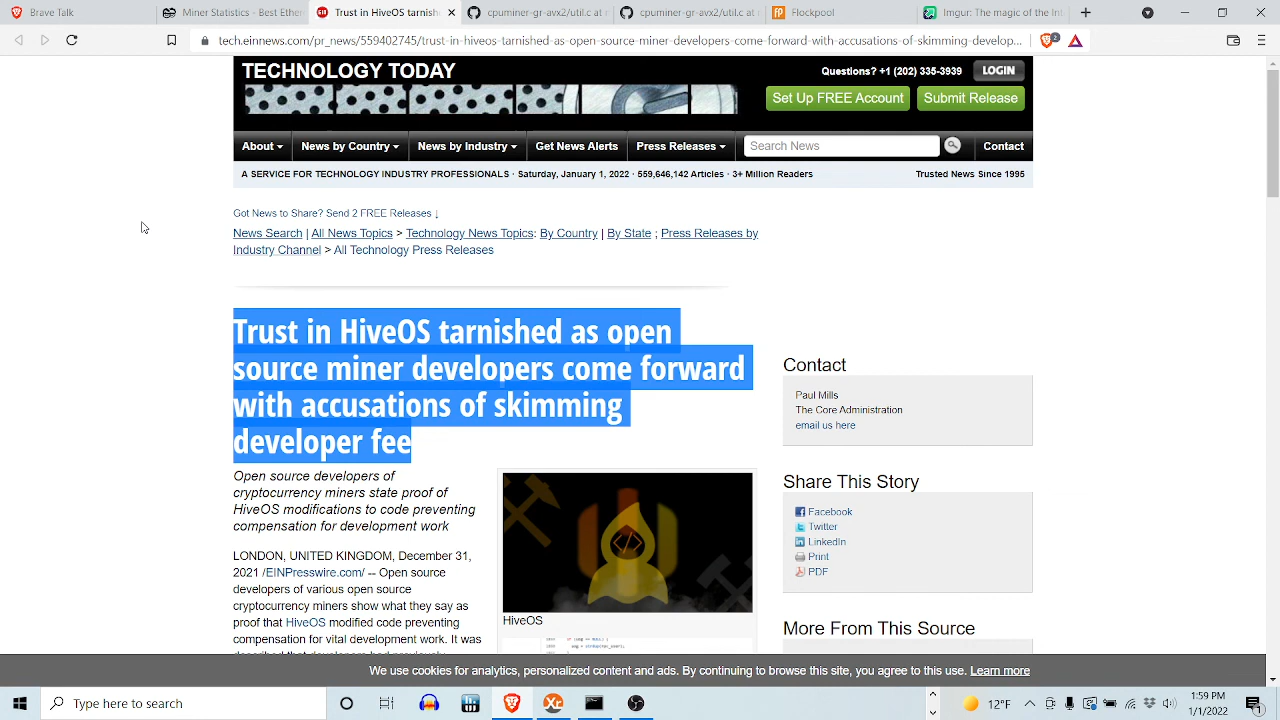 Brave Talk
Miner Statistics - Best Ethe
Trust in HiveOS tarnishe
cpuminer-gr-avx2/util.c at
cpuminer-gr-avx2/util.c at
Flockpool
Imgur: The magic of the Int
tech.einnews.com/pr_news/559402745/trust-in-hiveos-tarnished-as-open-source-miner-developers-come-forward-with-accusations-of-skimming-develop...
2
TECHNOLOGY TODAY
Questions? +1 (202) 335-3939
LOGIN
Set Up FREE Account
Submit Release
About
News by Country
News by Industry
Get News Alerts
Press Releases
Search News
Contact
A SERVICE FOR TECHNOLOGY INDUSTRY PROFESSIONALS · Saturday, January 1, 2022 · 559,646,142 Articles · 3+ Million Readers
Trusted News Since 1995
Got News to Share? Send 2 FREE Releases ↓
News Search | All News Topics > Technology News Topics: By Country | By State ; Press Releases by
Industry Channel > All Technology Press Releases
Trust in HiveOS tarnished as open
source miner developers come forward
with accusations of skimming
developer fee
Open source developers of
cryptocurrency miners state proof of
HiveOS modifications to code preventing
compensation for development work
LONDON, UNITED KINGDOM, December 31,
2021 /EINPresswire.com/ -- Open source
developers of various open source
cryptocurrency miners show what they say as
proof that HiveOS modified code preventing
compensation for vital development work. It was
HiveOS
Contact
Paul Mills
The Core Administration
email us here
Share This Story
Facebook
Twitter
LinkedIn
Print
PDF
More From This Source
We use cookies for analytics, personalized content and ads. By continuing to browse this site, you agree to this use. Learn more
Type here to search
12°F
1:59 PM
1/1/2022